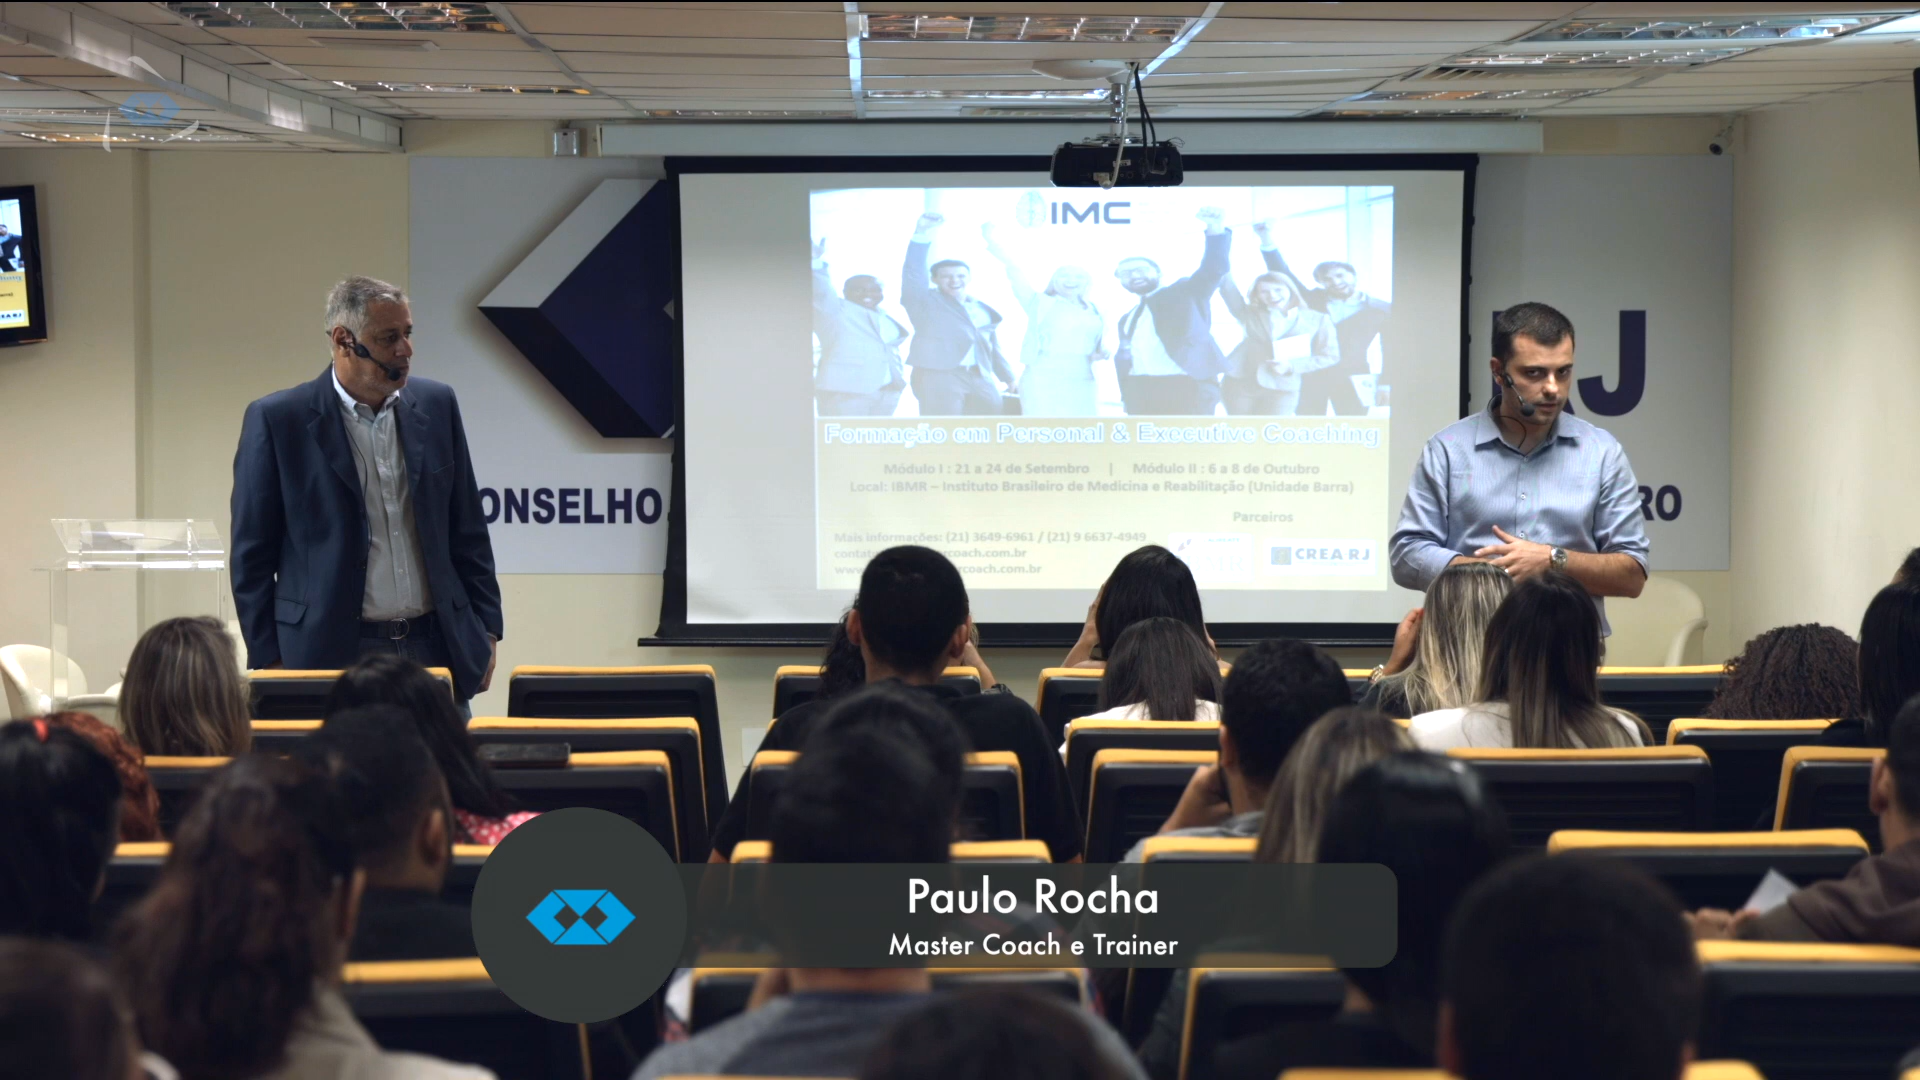 IMC
Formação em Personal & Executive Coaching
Módulo I : 21 a 24 de Setembro | Módulo II : 6 a 8 de Outubro
Local: IBMR – Instituto Brasileiro de Medicina e Reabilitação (Unidade Barra)
Parceiros
Mais informações: (21) 3649-6961 / (21) 9 6637-4949
CREA RJ
RJ
ONSELHO
RO
Paulo Rocha
Master Coach e Trainer